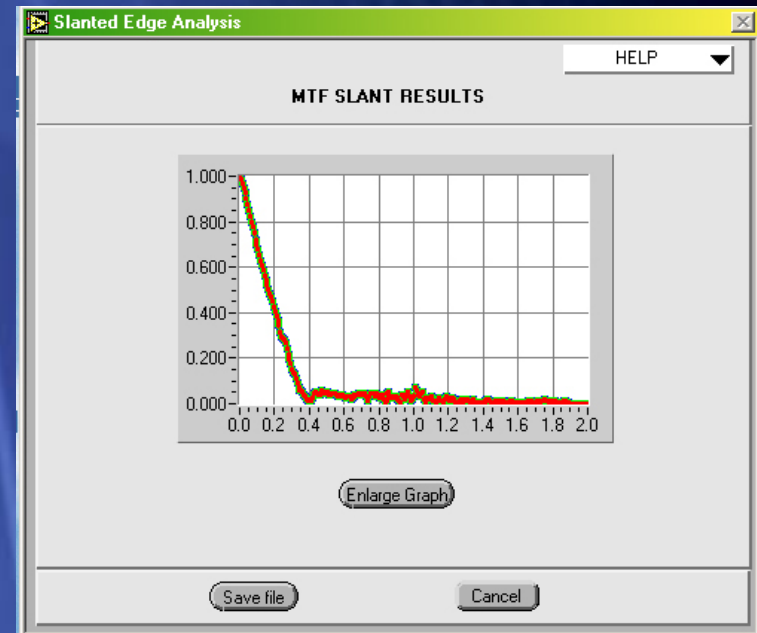 Slanted Edge Analysis
HELP
MTF SLANT RESULTS
1.000
0.800
0.600
0.400
0.200
0.000
0.0 0.2 0.4 0.6 0.8 1.0 1.2 1.4 1.6 1.8 2.0
Enlarge Graph
Save file Cancel